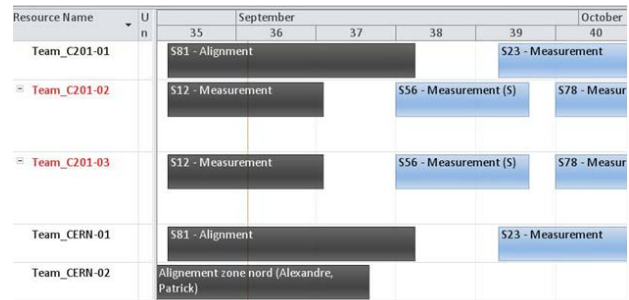 Resource Name U n
September October
35 36 37 38 39 40
Team_C201-01 S81 - Alignment S23 - Measurement
Team_C201-02 S12 - Measurement S56 - Measurement (S) S78 - Measur
Team_C201-03 S12 - Measurement S56 - Measurement (S) S78 - Measur
Team_CERN-01 S81 - Alignment S23 - Measurement
Team_CERN-02 Alignement zone nord (Alexandre,
Patrick)